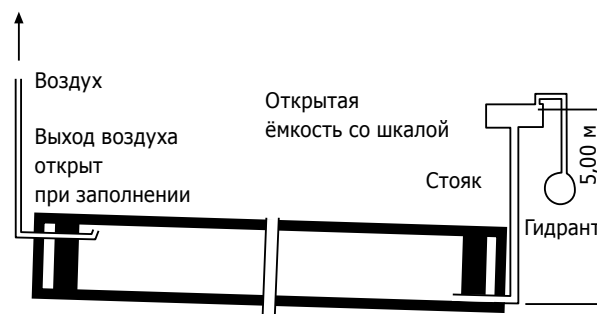 Воздух
Выход воздуха
открыт
при заполнении
Открытая
ёмкость со шкалой
Стояк
5,00 м
Гидрант